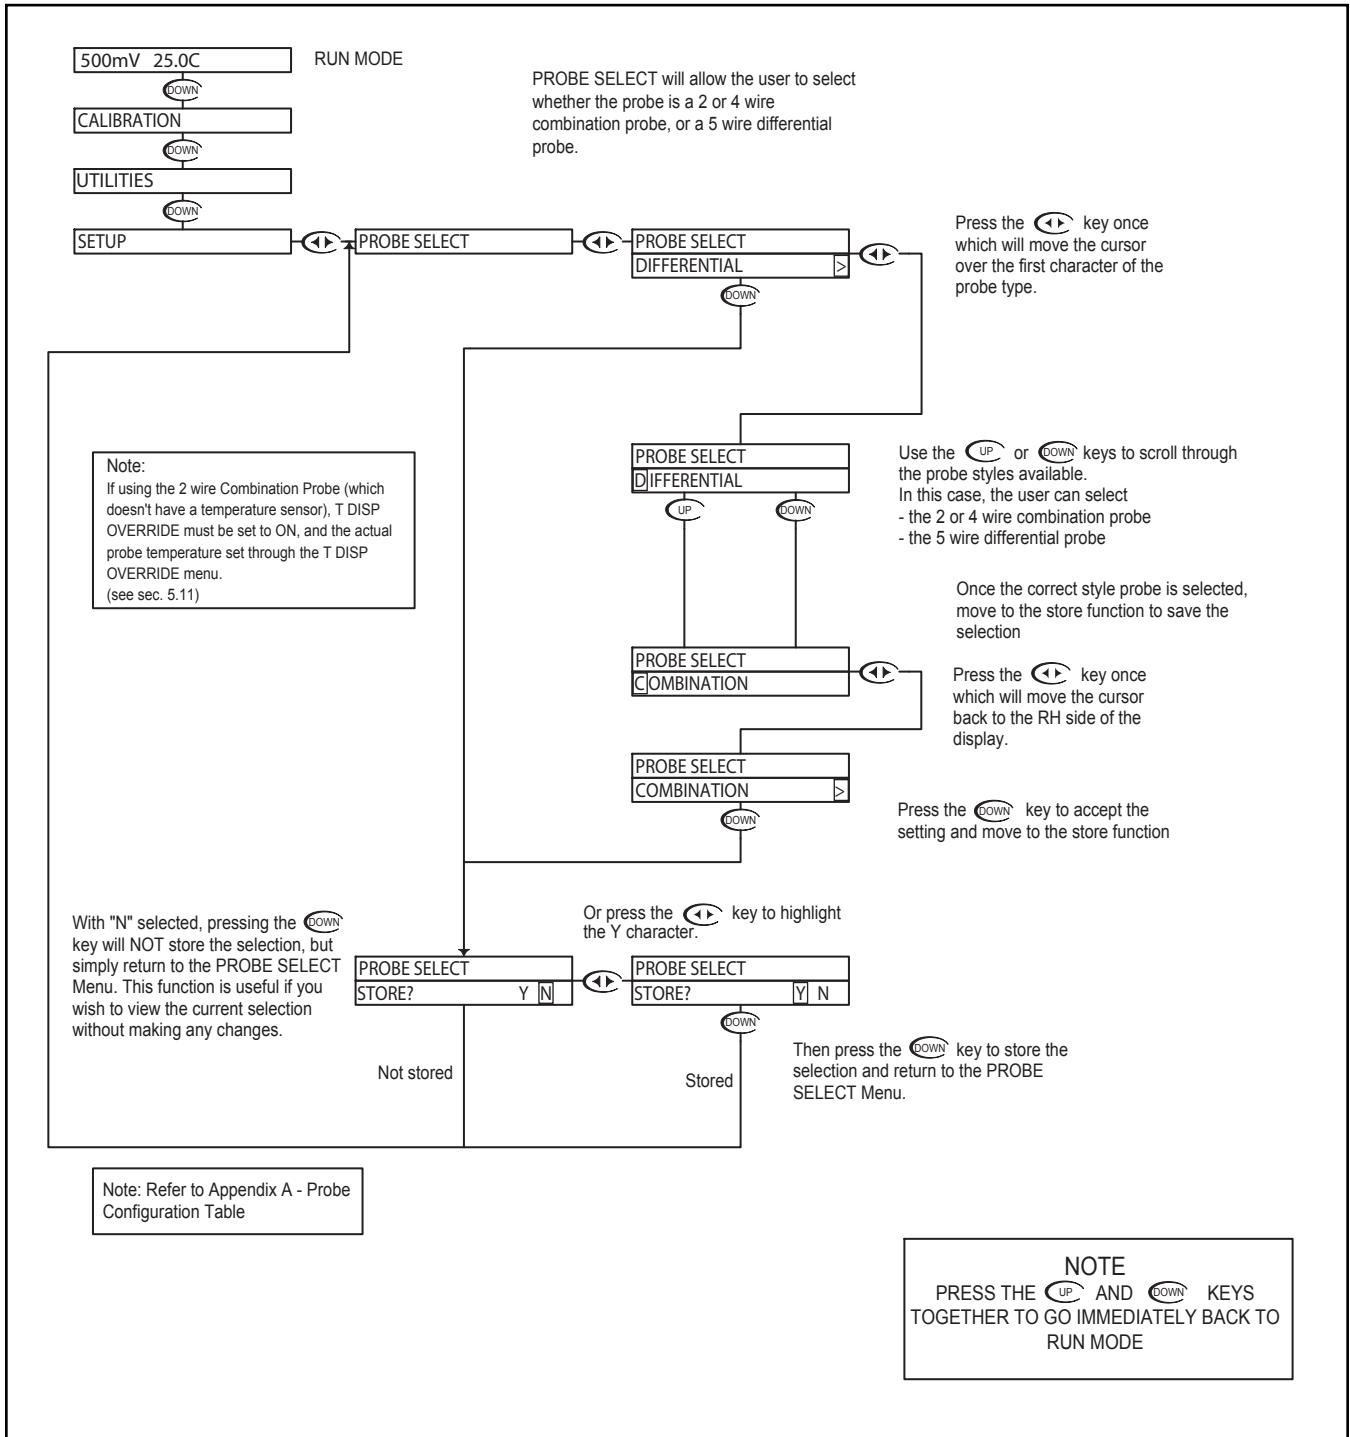 500mV 25.0C
RUN MODE
DOWN
CALIBRATION
DOWN
UTILITIES
DOWN
SETUP
PROBE SELECT will allow the user to select
whether the probe is a 2 or 4 wire
combination probe, or a 5 wire differential
probe.
PROBE SELECT
PROBE SELECT
DIFFERENTIAL >
DOWN
Press the key once
which will move the cursor
over the first character of the
probe type.
Note:
If using the 2 wire Combination Probe (which
doesn't have a temperature sensor), T DISP
OVERRIDE must be set to ON, and the actual
probe temperature set through the T DISP
OVERRIDE menu.
(see sec. 5.11)
PROBE SELECT
DIFFERENTIAL
UP DOWN
Use the UP or DOWN keys to scroll through
the probe styles available.
In this case, the user can select
- the 2 or 4 wire combination probe
- the 5 wire differential probe
Once the correct style probe is selected,
move to the store function to save the
selection
PROBE SELECT
COMBINATION
Press the key once
which will move the cursor
back to the RH side of the
display.
PROBE SELECT
COMBINATION >
DOWN
Press the DOWN key to accept the
setting and move to the store function
With "N" selected, pressing the DOWN
key will NOT store the selection, but
simply return to the PROBE SELECT
Menu. This function is useful if you
wish to view the current selection
without making any changes.
Or press the key to highlight
the Y character.
PROBE SELECT
STORE? Y N
PROBE SELECT
STORE? Y N
DOWN
Then press the DOWN key to store the
selection and return to the PROBE
SELECT Menu.
Not stored
Stored
Note: Refer to Appendix A - Probe
Configuration Table
NOTE
PRESS THE UP AND DOWN KEYS
TOGETHER TO GO IMMEDIATELY BACK TO
RUN MODE